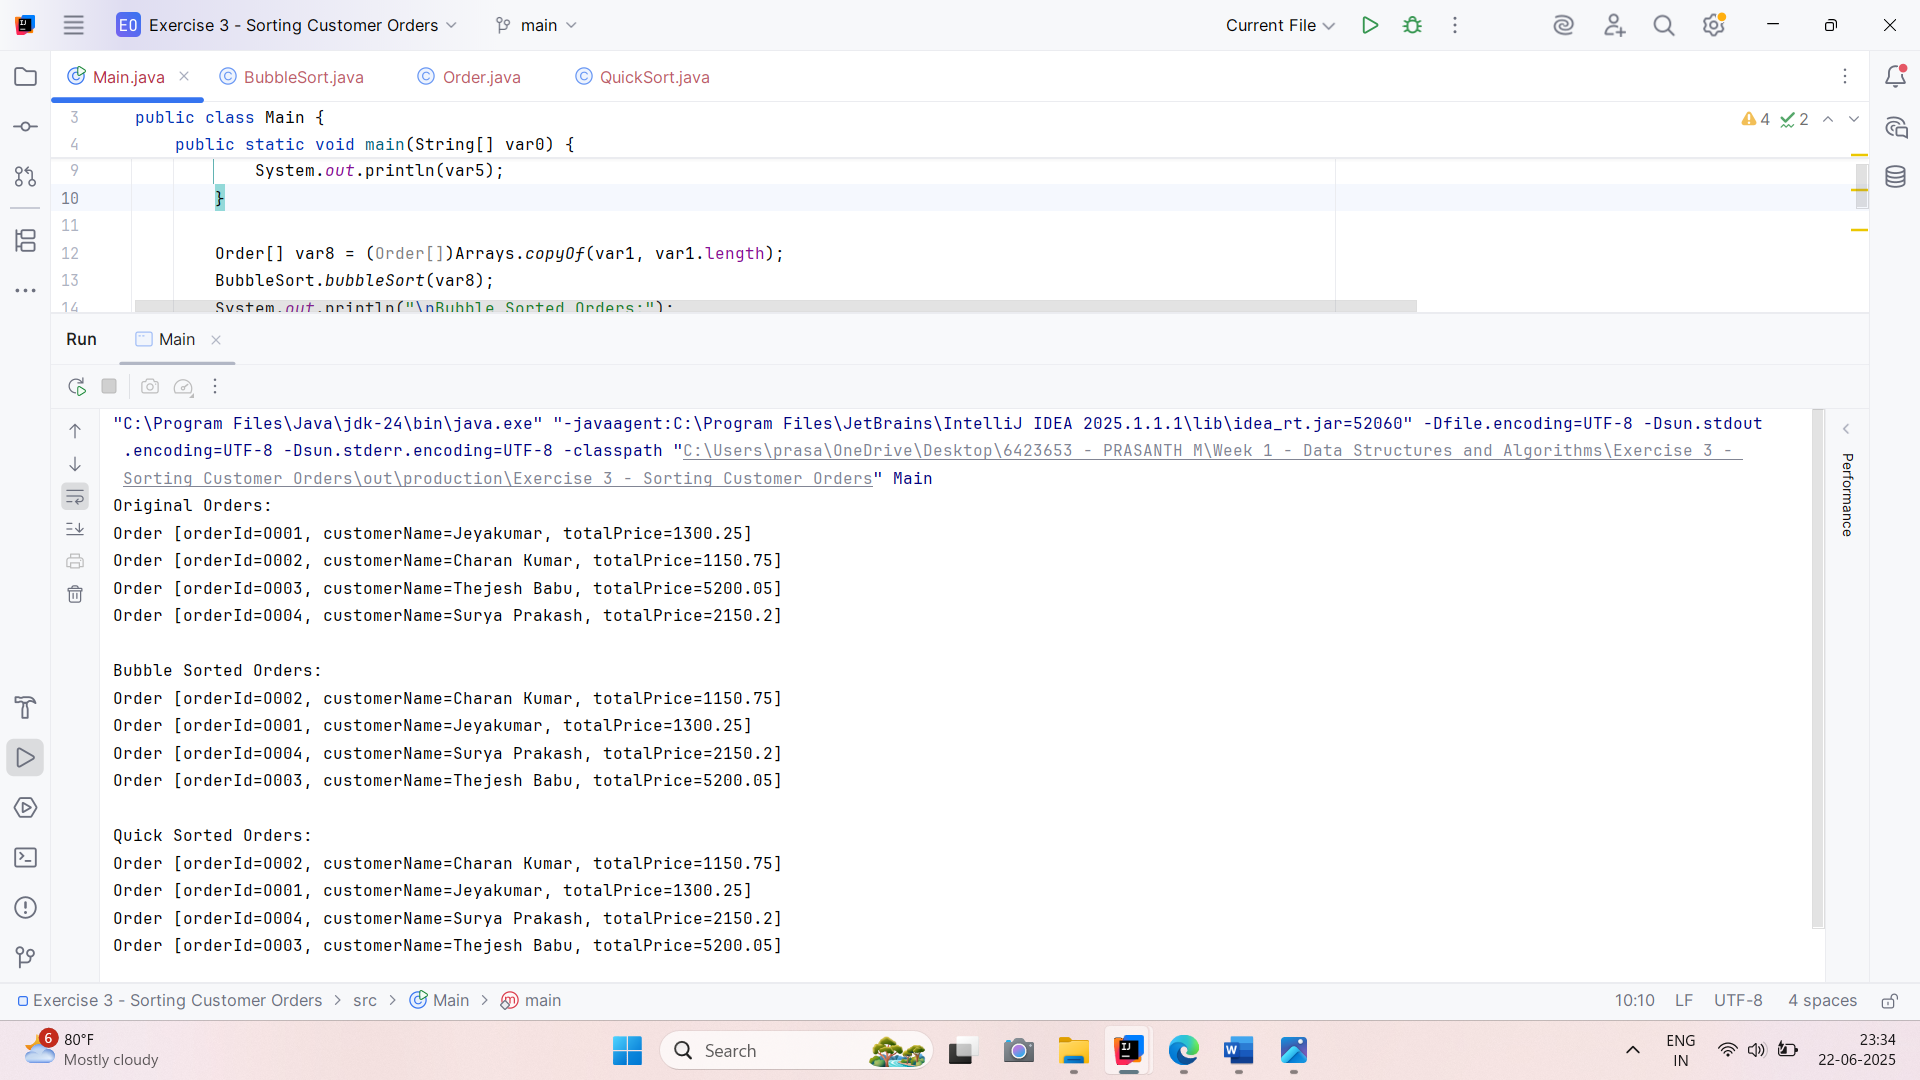 EO Exercise 3 - Sorting Customer Orders main Current File
Main.java BubbleSort.java Order.java QuickSort.java
3 public class Main {
4 public static void main(String[] var0) {
4 2
9 System.out.println(var5);
10 }
11
12 Order[] var8 = (Order[])Arrays.copyOf(var1, var1.length);
13 BubbleSort.bubbleSort(var8);
14 System.out.println("\nBubble Sorted Orders:");
Run Main
"C:\Program Files\Java\jdk-24\bin\java.exe" "-javaagent:C:\Program Files\JetBrains\IntelliJ IDEA 2025.1.1.1\lib\idea_rt.jar=52060" -Dfile.encoding=UTF-8 -Dsun.stdout
.encoding=UTF-8 -Dsun.stderr.encoding=UTF-8 -classpath "C:\Users\prasa\OneDrive\Desktop\6423653 - PRASANTH M\Week 1 - Data Structures and Algorithms\Exercise 3 -
Sorting Customer Orders\out\production\Exercise 3 - Sorting Customer Orders" Main
Original Orders:
Order [orderId=O001, customerName=Jeyakumar, totalPrice=1300.25]
Order [orderId=O002, customerName=Charan Kumar, totalPrice=1150.75]
Order [orderId=O003, customerName=Thejesh Babu, totalPrice=5200.05]
Order [orderId=O004, customerName=Surya Prakash, totalPrice=2150.2]
Bubble Sorted Orders:
Order [orderId=O002, customerName=Charan Kumar, totalPrice=1150.75]
Order [orderId=O001, customerName=Jeyakumar, totalPrice=1300.25]
Order [orderId=O004, customerName=Surya Prakash, totalPrice=2150.2]
Order [orderId=O003, customerName=Thejesh Babu, totalPrice=5200.05]
Quick Sorted Orders:
Order [orderId=O002, customerName=Charan Kumar, totalPrice=1150.75]
Order [orderId=O001, customerName=Jeyakumar, totalPrice=1300.25]
Order [orderId=O004, customerName=Surya Prakash, totalPrice=2150.2]
Order [orderId=O003, customerName=Thejesh Babu, totalPrice=5200.05]
Performance
Exercise 3 - Sorting Customer Orders > src > Main > main 10:10 LF UTF-8 4 spaces
6 80°F
Mostly cloudy
Search
ENG
IN
23:34
22-06-2025